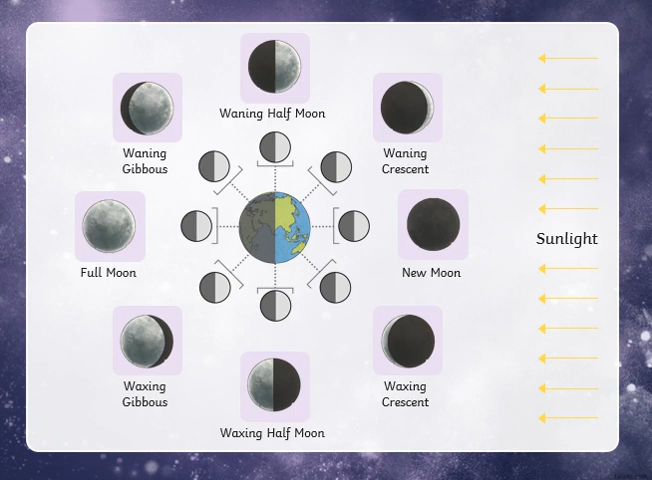 Waning Half Moon
Waning
Gibbous
Waning
Crescent
Full Moon
New Moon
Sunlight
Waxing
Gibbous
Waxing
Crescent
Waxing Half Moon